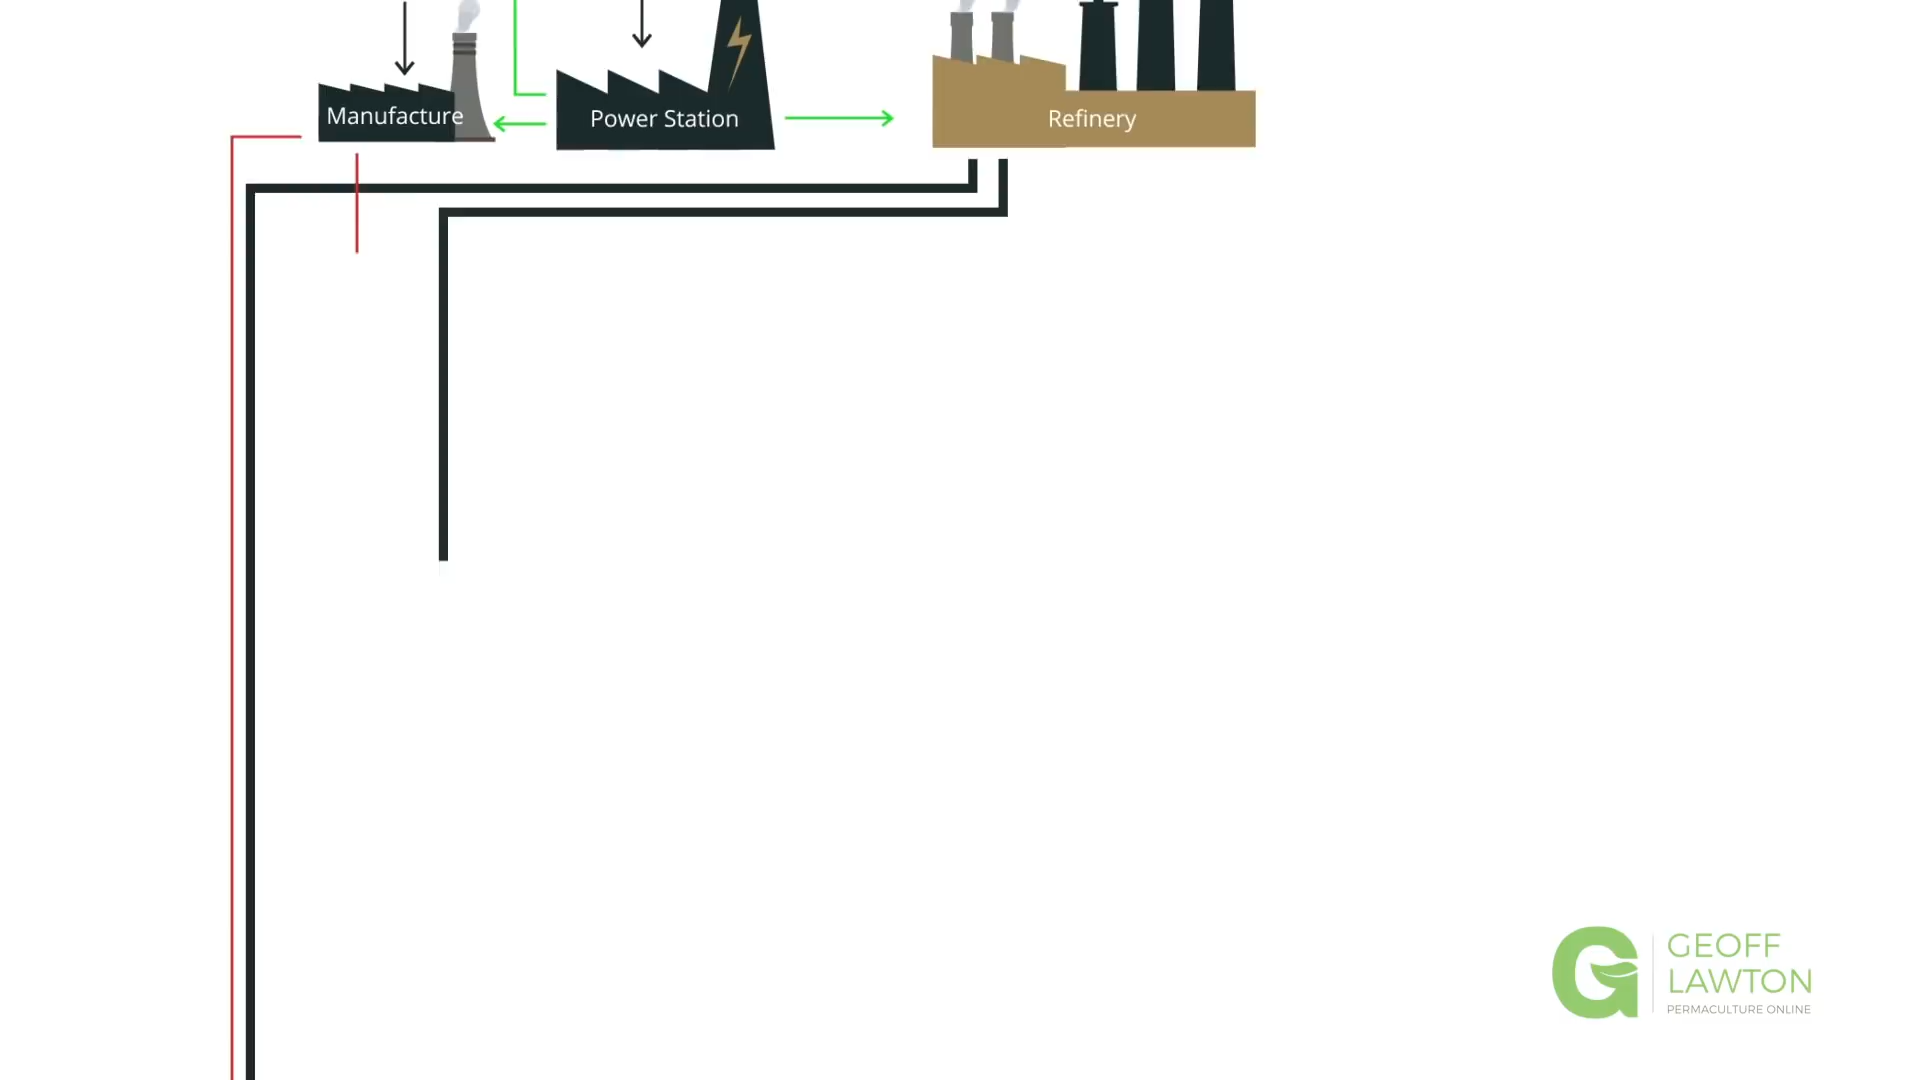 Manufacture
Power Station
Refinery
GEOFF
LAWTON
PERMACULTURE ONLINE